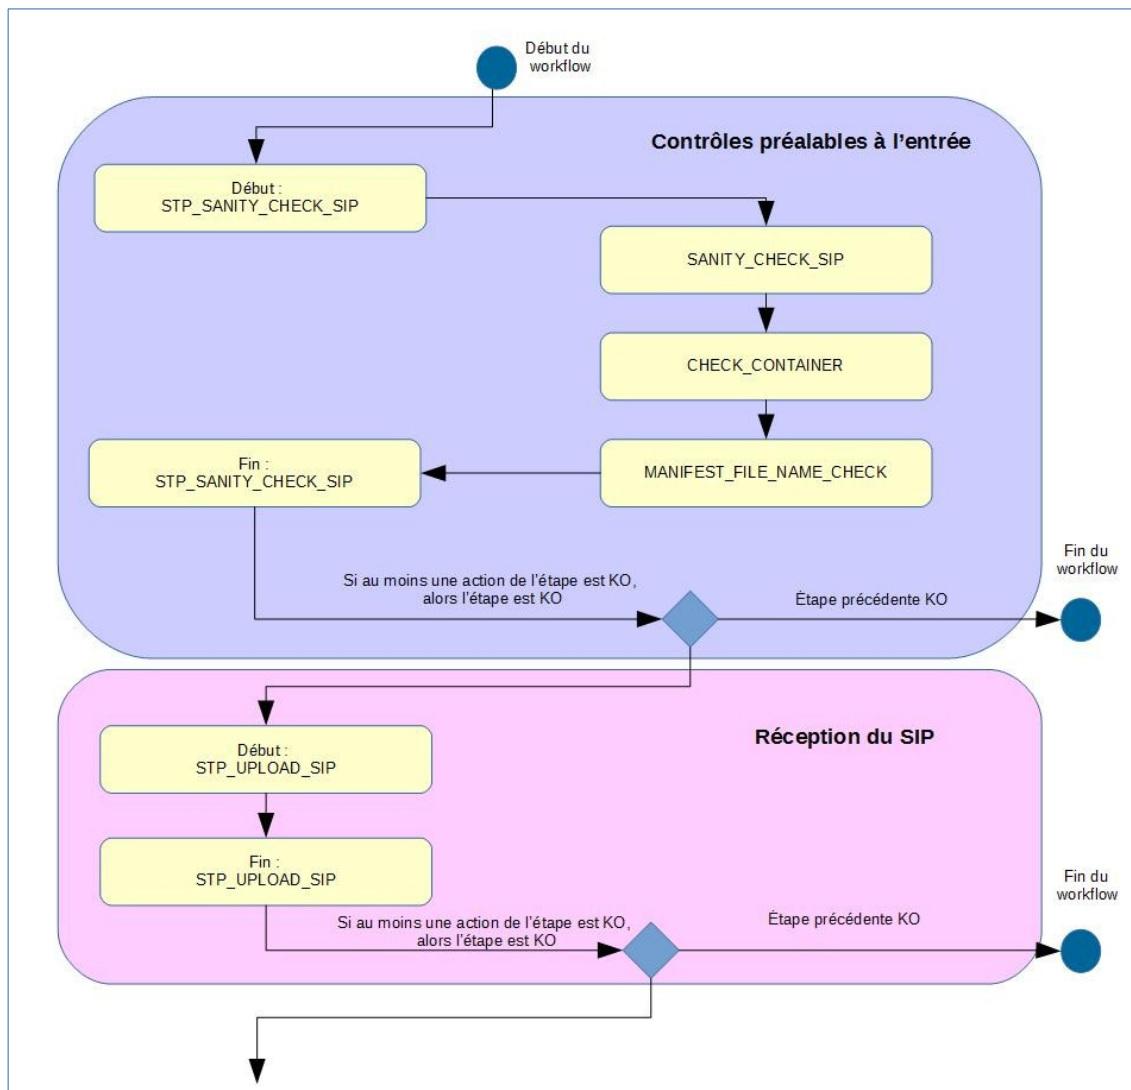 Début du
workflow
Contrôles préalables à l'entrée
Début :
STP_SANITY_CHECK_SIP
SANITY_CHECK_SIP
CHECK_CONTAINER
MANIFEST_FILE_NAME_CHECK
Fin :
STP_SANITY_CHECK_SIP
Si au moins une action de l'étape est KO,
alors l'étape est KO
Étape précédente KO
Fin du
workflow
Réception du SIP
Début :
STP_UPLOAD_SIP
Fin :
STP_UPLOAD_SIP
Si au moins une action de l'étape est KO,
alors l'étape est KO
Étape précédente KO
Fin du
workflow